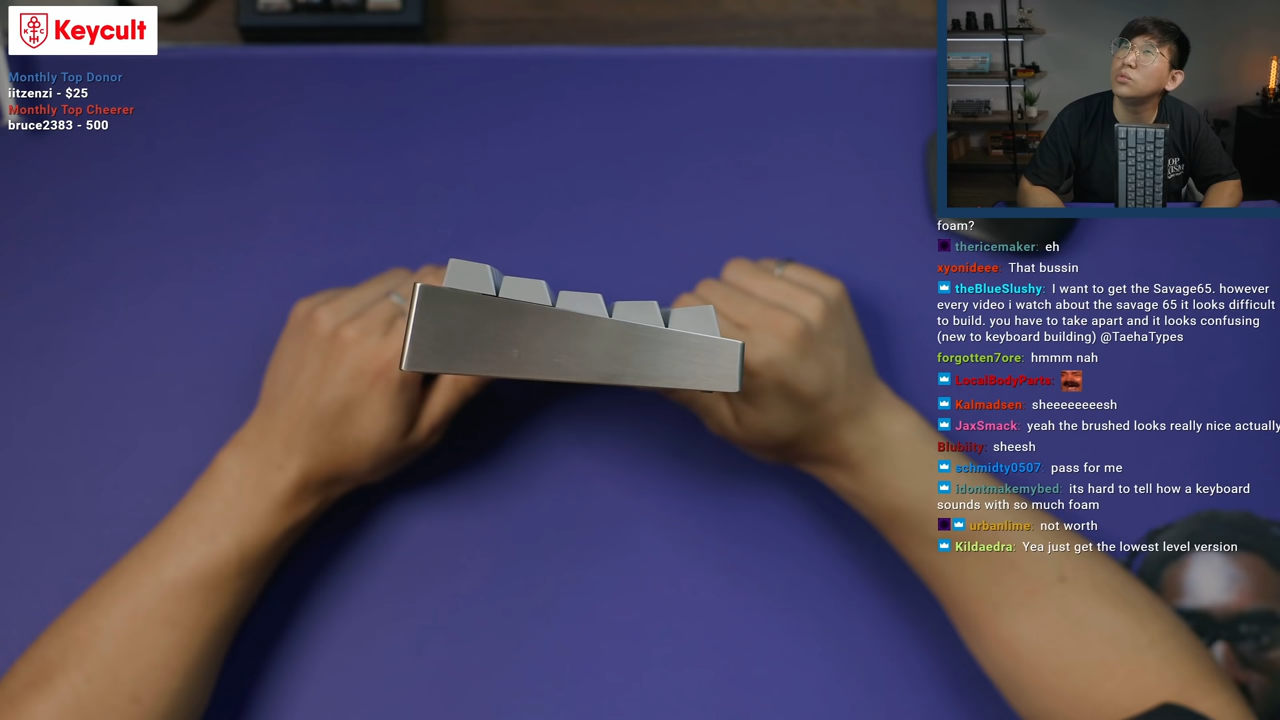 Keycult
Monthly Top Donor
iitzenzi - $25
Monthly Top Cheerer
bruce2383 - 500
foam?
thericemaker: eh
xyonideee: That bussin
theBlueSlushy: I want to get the Savage65. however
every video i watch about the savage 65 it looks difficult
to build. you have to take apart and it looks confusing
(new to keyboard building) @TaehaTypes
forgotten7ore: hmmm nah
LocalBodyParts:
Kalmadsen: sheeeeeeesh
JaxSmack: yeah the brushed looks really nice actually
Blubiity: sheesh
schmidty0507: pass for me
idontmakemybed: its hard to tell how a keyboard
sounds with so much foam
urbanlime: not worth
Kildaedra: Yea just get the lowest level version